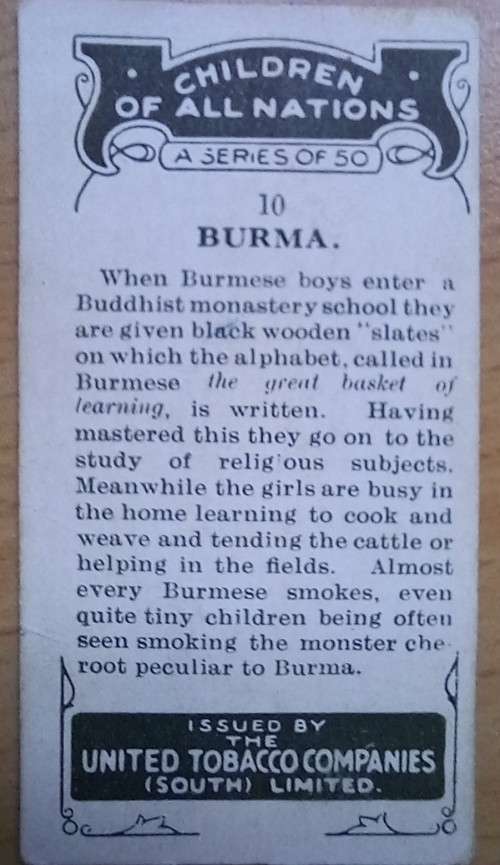 CHILDREN
OF ALL NATIONS
A SERIES OF 50
10
BURMA.
When Burmese boys enter a
Buddhist monastery school they
are given black wooden "slates"
on which the alphabet, called in
Burmese the great basket of
learning, is written. Having
mastered this they go on to the
study of relig ous subjects.
Meanwhile the girls are busy in
the home learning to cook and
weave and tending the cattle or
helping in the fields. Almost
every Burmese smokes, even
quite tiny children being often
seen smoking the monster che-
root peculiar to Burma.
ISSUED BY
THE
UNITED TOBACCO COMPANIES
(SOUTH) LIMITED.